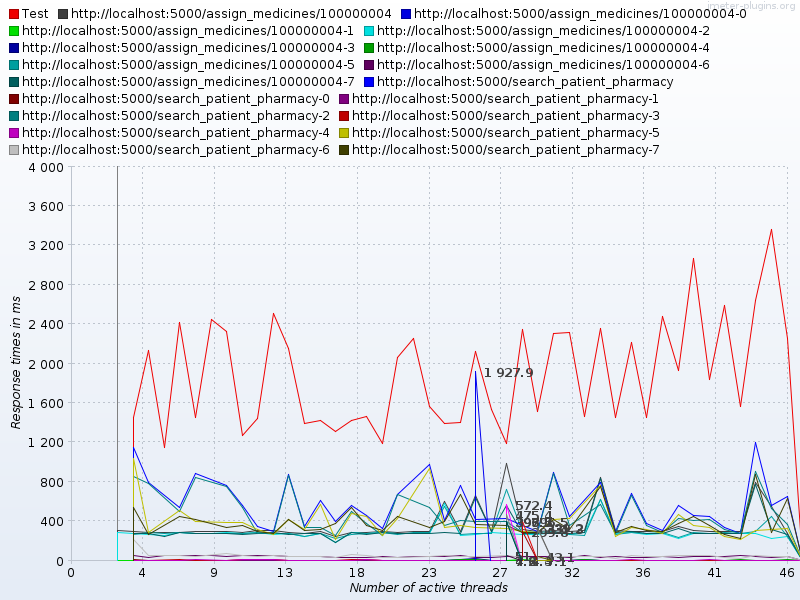 jmeter-plugins.org
Test http://localhost:5000/assign_medicines/100000004 http://localhost:5000/assign_medicines/100000004-0
http://localhost:5000/assign_medicines/100000004-1 http://localhost:5000/assign_medicines/100000004-2
http://localhost:5000/assign_medicines/100000004-3 http://localhost:5000/assign_medicines/100000004-4
http://localhost:5000/assign_medicines/100000004-5 http://localhost:5000/assign_medicines/100000004-6
http://localhost:5000/assign_medicines/100000004-7 http://localhost:5000/search_patient_pharmacy
http://localhost:5000/search_patient_pharmacy-0 http://localhost:5000/search_patient_pharmacy-1
http://localhost:5000/search_patient_pharmacy-2 http://localhost:5000/search_patient_pharmacy-3
http://localhost:5000/search_patient_pharmacy-4 http://localhost:5000/search_patient_pharmacy-5
http://localhost:5000/search_patient_pharmacy-6 http://localhost:5000/search_patient_pharmacy-7
4 000
3 600
3 200
2 800
2 400
2 000
1 600
1 200
800
400
0
Response times in ms
1 927.9
572.4
0 4 9 13 18 23 27 32 36 41 46
Number of active threads